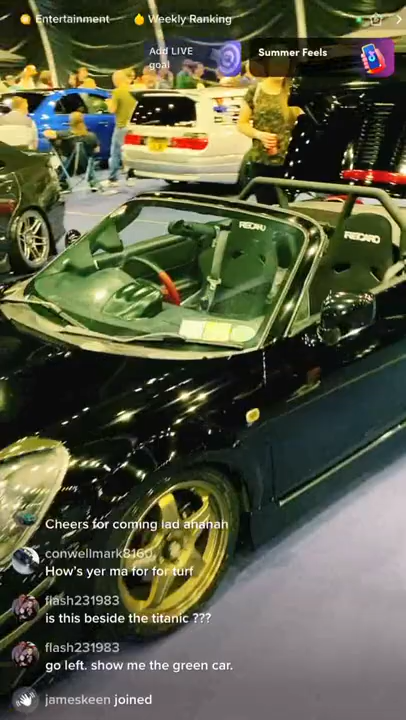 Entertainment
Weekly Ranking
Add LIVE
goal
Summer Feels
RECARO
RECARO
Cheers for coming lad ahahah
conwellmark8160
How's yer ma for for turf
flash231983
is this beside the titanic ???
flash231983
go left. show me the green car.
jameskeen joined